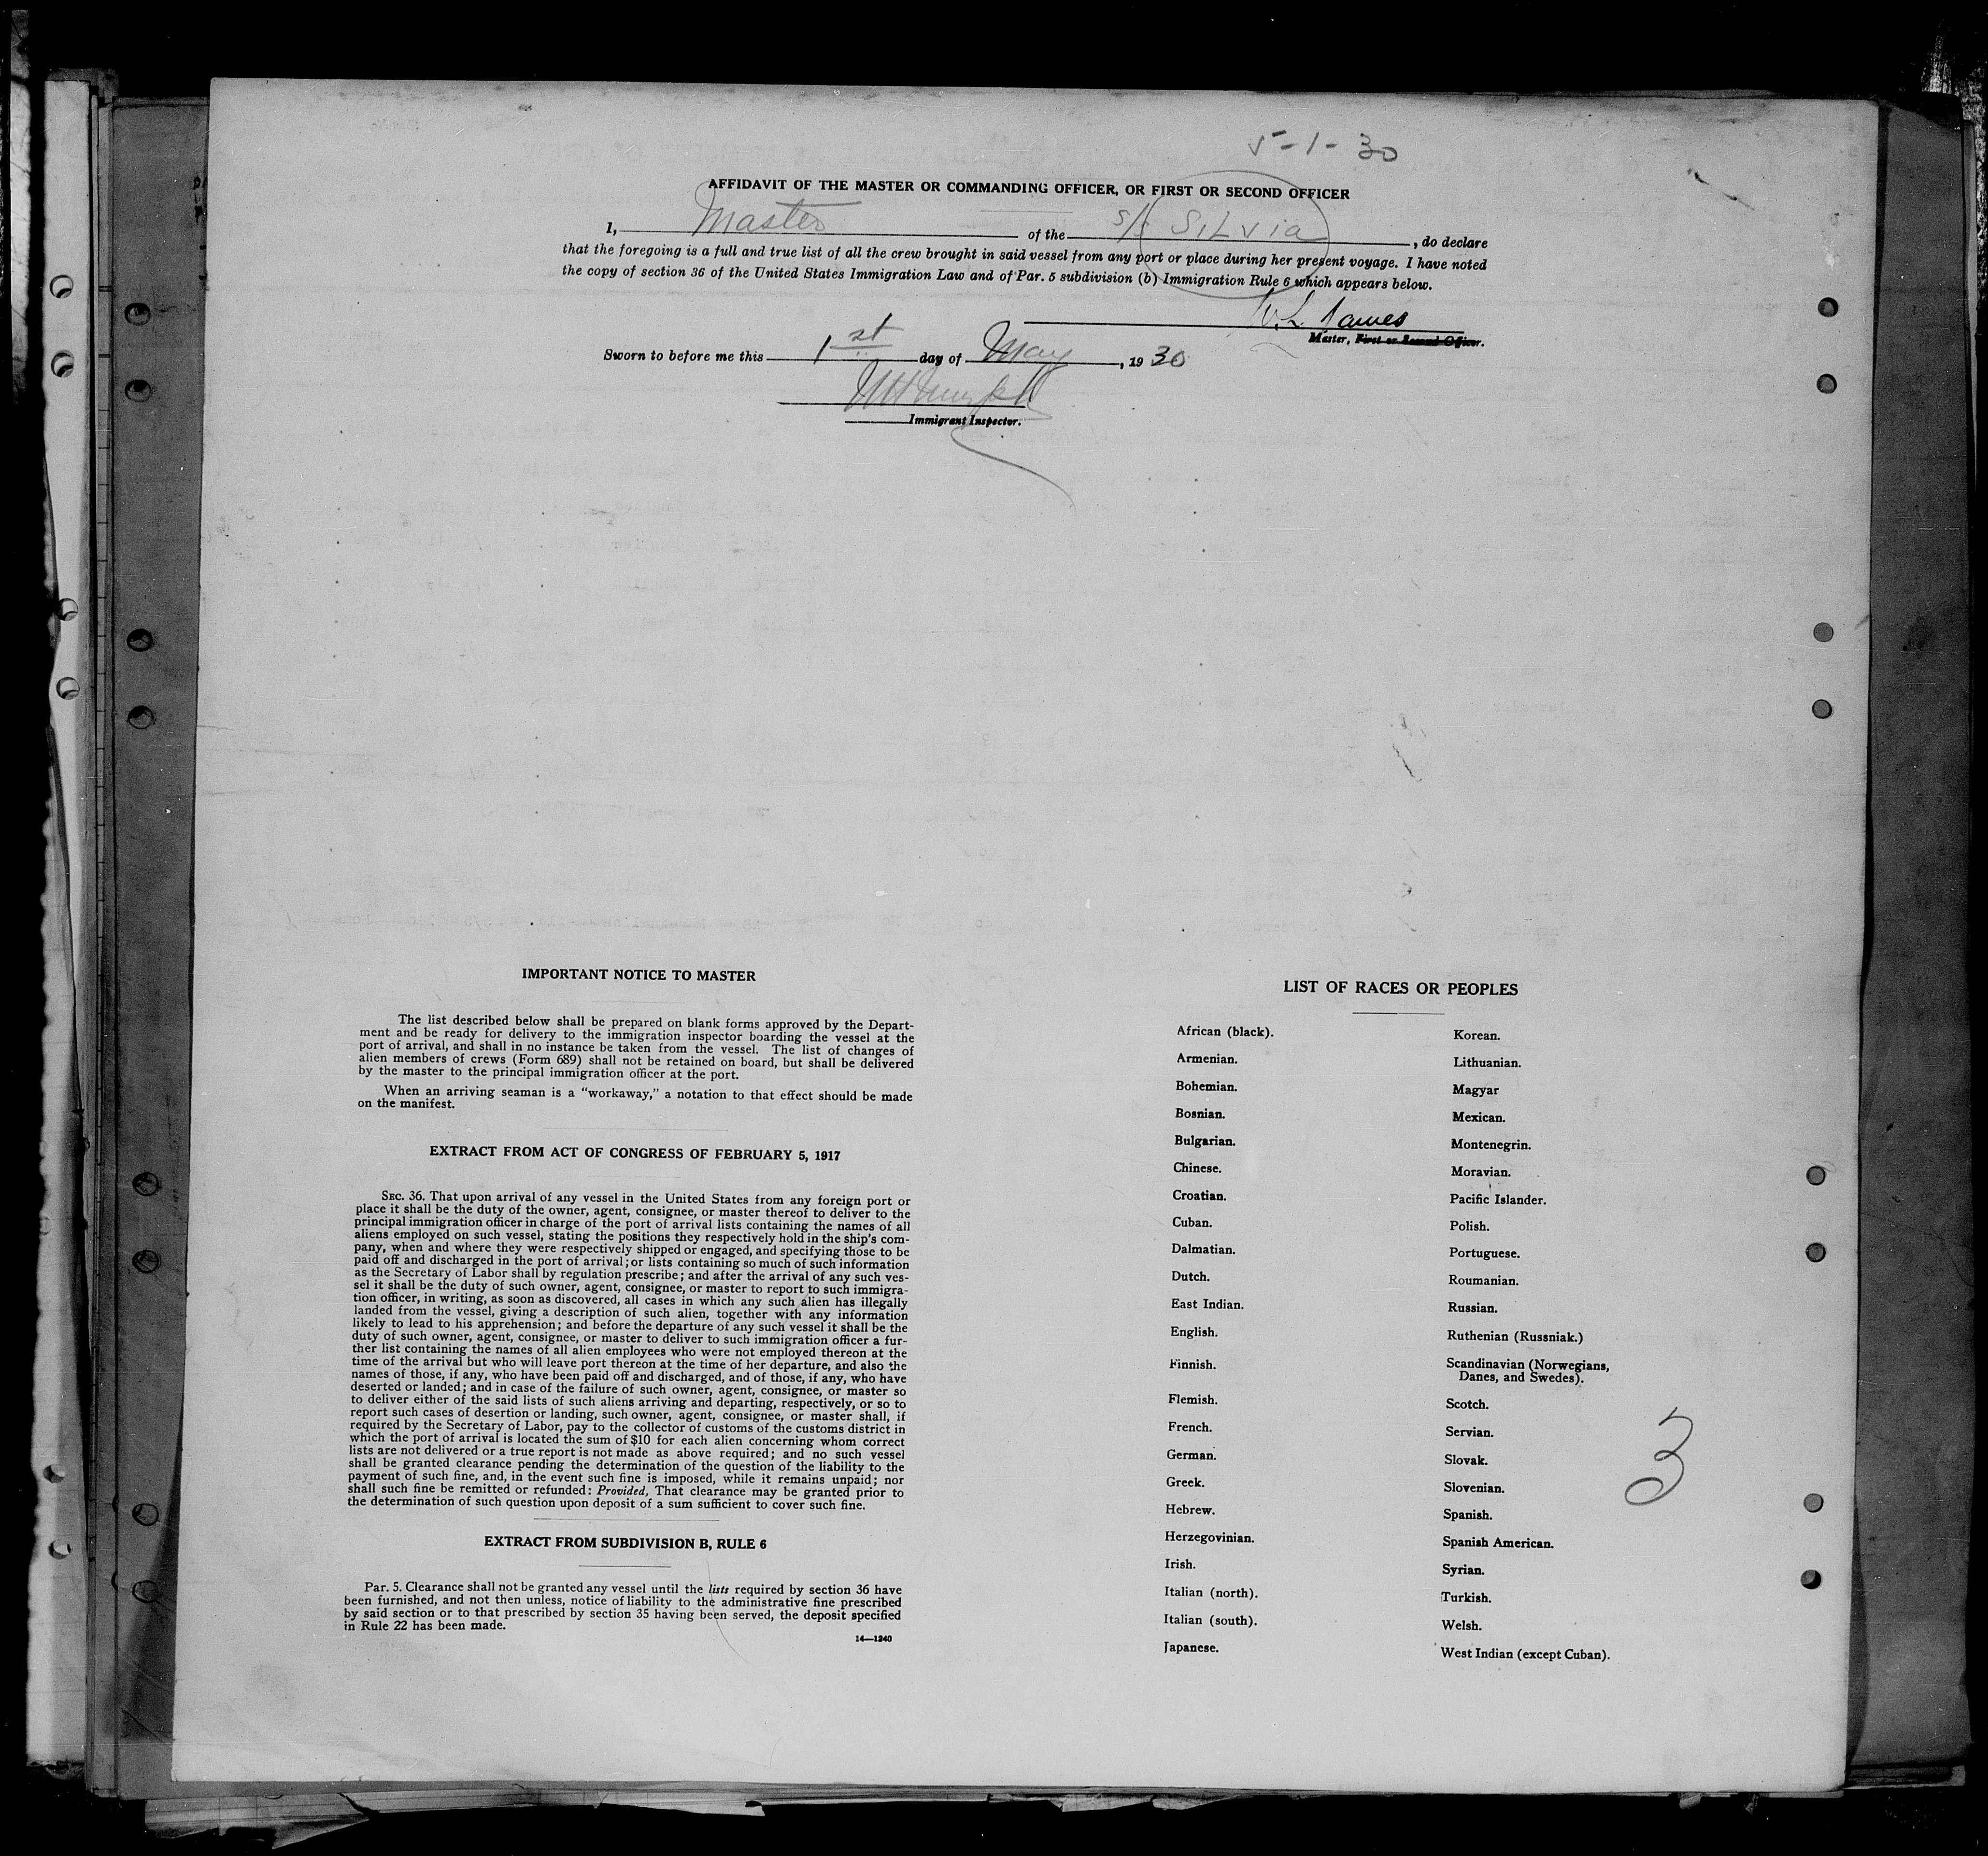 5-1-30
AFFIDAVIT OF THE MASTER OR COMMANDING OFFICER, OR FIRST OR SECOND OFFICER
I, Master of the s/s SILVIA, do declare
that the foregoing is a full and true list of all the crew brought in said vessel from any port or place during her present voyage. I have noted
the copy of section 36 of the United States Immigration Law and of Par. 5 subdivision (b) Immigration Rule 6 which appears below.
W.L. James
Master, First or Second Officer.
Sworn to before me this 1st day of May, 1930
Immigrant Inspector.
IMPORTANT NOTICE TO MASTER
The list described below shall be prepared on blank forms approved by the Depart-
ment and be ready for delivery to the immigration inspector boarding the vessel at the
port of arrival, and shall in no instance be taken from the vessel. The list of changes of
alien members of crews (Form 689) shall not be retained on board, but shall be delivered
by the master to the principal immigration officer at the port.
When an arriving seaman is a "workaway," a notation to that effect should be made
on the manifest.
EXTRACT FROM ACT OF CONGRESS OF FEBRUARY 5, 1917
SEC. 36. That upon arrival of any vessel in the United States from any foreign port or
place it shall be the duty of the owner, agent, consignee, or master thereof to deliver to the
principal immigration officer in charge of the port of arrival lists containing the names of all
aliens employed on such vessel, stating the positions they respectively hold in the ship's com-
pany, when and where they were respectively shipped or engaged, and specifying those to be
paid off and discharged in the port of arrival; or lists containing so much of such information
as the Secretary of Labor shall by regulation prescribe; and after the arrival of any such ves-
sel it shall be the duty of such owner, agent, consignee, or master to report to such immigra-
tion officer, in writing, as soon as discovered, all cases in which any such alien has illegally
landed from the vessel, giving a description of such alien, together with any information
likely to lead to his apprehension; and before the departure of any such vessel it shall be the
duty of such owner, agent, consignee, or master to deliver to such immigration officer a fur-
ther list containing the names of all alien employees who were not employed thereon at the
time of the arrival but who will leave port thereon at the time of her departure, and also the
names of those, if any, who have been paid off and discharged, and of those, if any, who have
deserted or landed; and in case of the failure of such owner, agent, consignee, or master so
to deliver either of the said lists of such aliens arriving and departing, respectively, or so to
report such cases of desertion or landing, such owner, agent, consignee, or master shall, if
required by the Secretary of Labor, pay to the collector of customs of the customs district in
which the port of arrival is located the sum of $10 for each alien concerning whom correct
lists are not delivered or a true report is not made as above required; and no such vessel
shall be granted clearance pending the determination of the question of the liability to the
payment of such fine, and, in the event such fine is imposed, while it remains unpaid; nor
shall such fine be remitted or refunded: Provided, That clearance may be granted prior to
the determination of such question upon deposit of a sum sufficient to cover such fine.
EXTRACT FROM SUBDIVISION B, RULE 6
Par. 5. Clearance shall not be granted any vessel until the lists required by section 36 have
been furnished, and not then unless, notice of liability to the administrative fine prescribed
by said section or to that prescribed by section 35 having been served, the deposit specified
in Rule 22 has been made.
14—1240
LIST OF RACES OR PEOPLES
African (black).
Armenian.
Bohemian.
Bosnian.
Bulgarian.
Chinese.
Croatian.
Cuban.
Dalmatian.
Dutch.
East Indian.
English.
Finnish.
Flemish.
French.
German.
Greek.
Hebrew.
Herzegovinian.
Irish.
Italian (north).
Italian (south).
Japanese.
Korean.
Lithuanian.
Magyar
Mexican.
Montenegrin.
Moravian.
Pacific Islander.
Polish.
Portuguese.
Roumanian.
Russian.
Ruthenian (Russniak.)
Scandinavian (Norwegians,
Danes, and Swedes).
Scotch.
Servian.
Slovak.
Slovenian.
Spanish.
Spanish American.
Syrian.
Turkish.
Welsh.
West Indian (except Cuban).
3